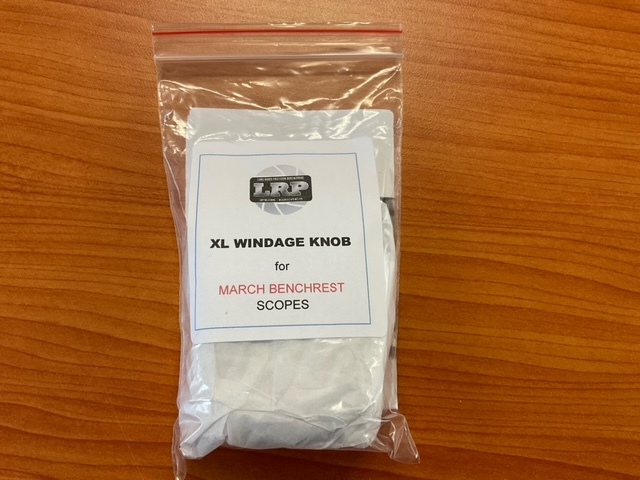 LRP
XL WINDAGE KNOB
for
MARCH BENCHREST
SCOPES